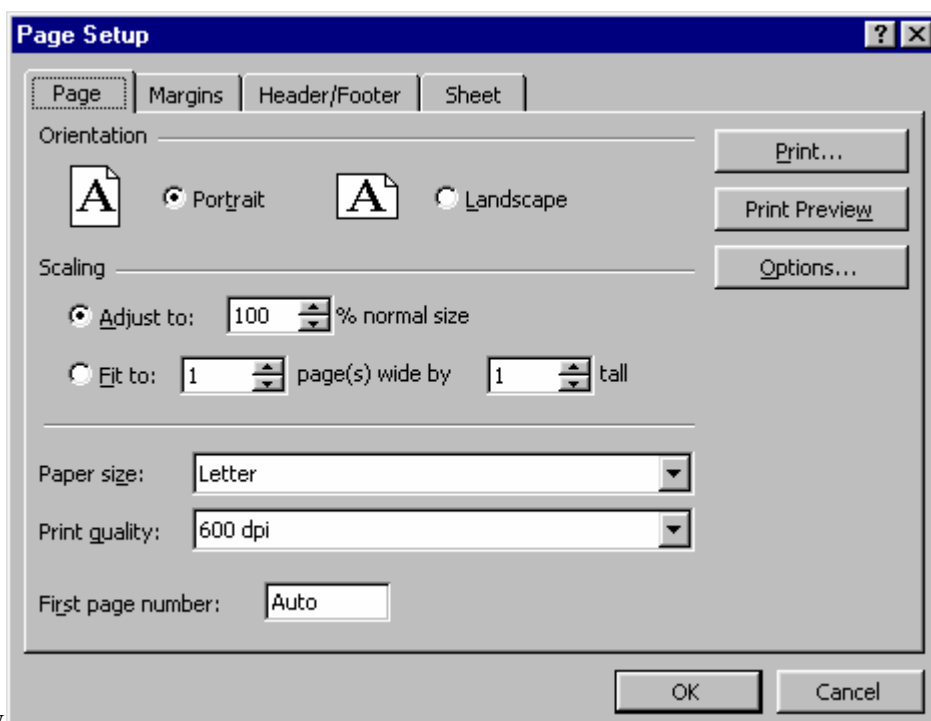 Page Setup
Page Margins Header/Footer Sheet
Orientation
Print...
A Portrait A Landscape
Print Preview
Scaling
Options...
Adjust to: 100 % normal size
Fit to: 1 page(s) wide by 1 tall
Paper size: Letter
Print quality: 600 dpi
First page number: Auto
OK Cancel